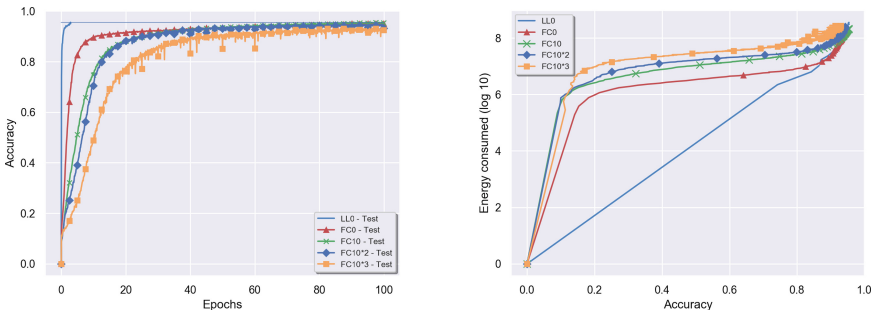 1.0
0.8
0.6
0.4
0.2
0.0
Accuracy
0 20 40 60 80 100
Epochs
LL0 - Test
FC0 - Test
FC10 - Test
FC10*2 - Test
FC10*3 - Test
8
6
4
2
0
Energy consumed (log 10)
0.0 0.2 0.4 0.6 0.8 1.0
Accuracy
LL0
FC0
FC10
FC10*2
FC10*3